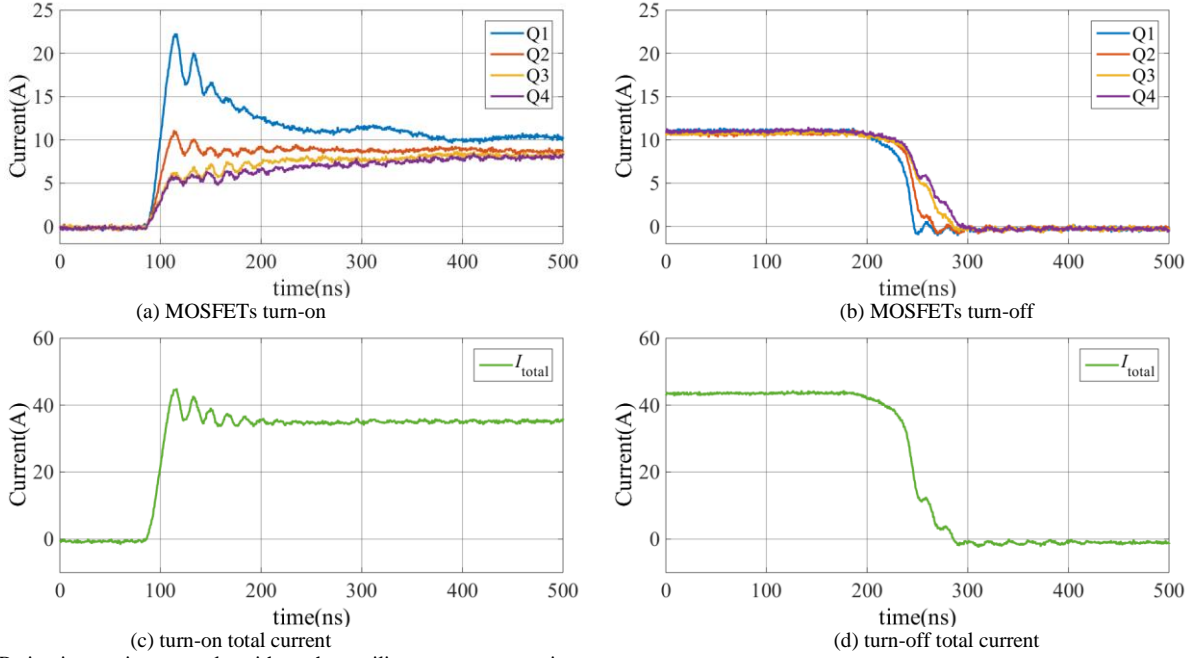 25
20
15
10
5
0
Current(A)
Q1
Q2
Q3
Q4
0 100 200 300 400 500
time(ns)
(a) MOSFETs turn-on
25
20
15
10
5
0
Current(A)
Q1
Q2
Q3
Q4
0 100 200 300 400 500
time(ns)
(b) MOSFETs turn-off
60
40
20
0
Current(A)
Itotal
0 100 200 300 400 500
time(ns)
(c) turn-on total current
60
40
20
0
Current(A)
Itotal
0 100 200 300 400 500
time(ns)
(d) turn-off total current